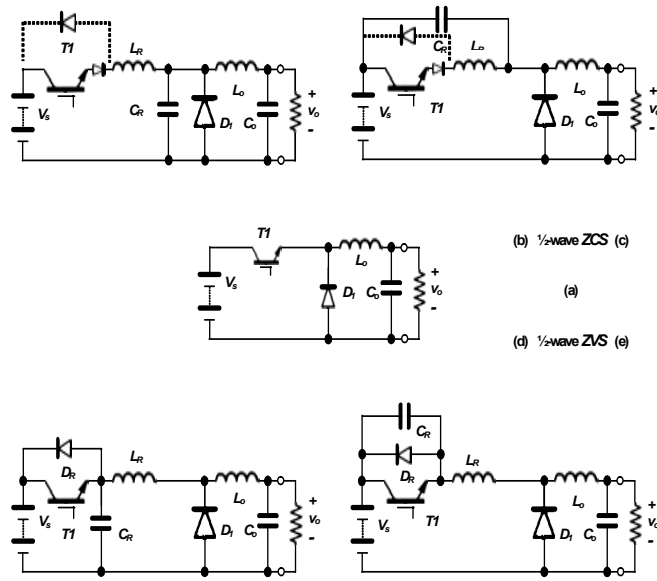 T1
L_R
V_s
C_R
D_1
L_o
C_o
+
v_o
-
C_R
L_R
T1
V_s
D_1
L_o
C_o
+
v_o
-
T1
V_s
D_1
L_o
C_o
+
v_o
-
(b) ½-wave ZCS (c)
(a)
(d) ½-wave ZVS (e)
D_R
T1
V_s
C_R
L_R
D_1
L_o
C_o
+
v_o
-
C_R
D_R
T1
V_s
L_R
D_1
L_o
C_o
+
v_o
-